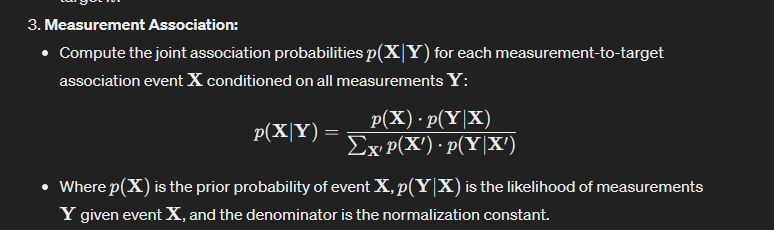 3. Measurement Association:
• Compute the joint association probabilities p(X|Y) for each measurement-to-target
association event X conditioned on all measurements Y:
p(X|Y) = p(X) · p(Y|X) / ∑X′ p(X′) · p(Y|X′)
• Where p(X) is the prior probability of event X, p(Y|X) is the likelihood of measurements
Y given event X, and the denominator is the normalization constant.